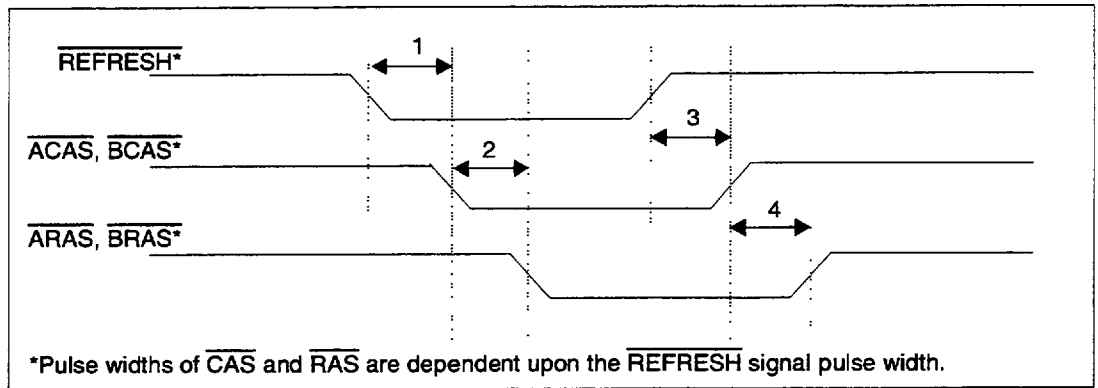 1
REFRESH*
3
ACAS, BCAS*
2
4
ARAS, BRAS*
*Pulse widths of CAS and RAS are dependent upon the REFRESH signal pulse width.